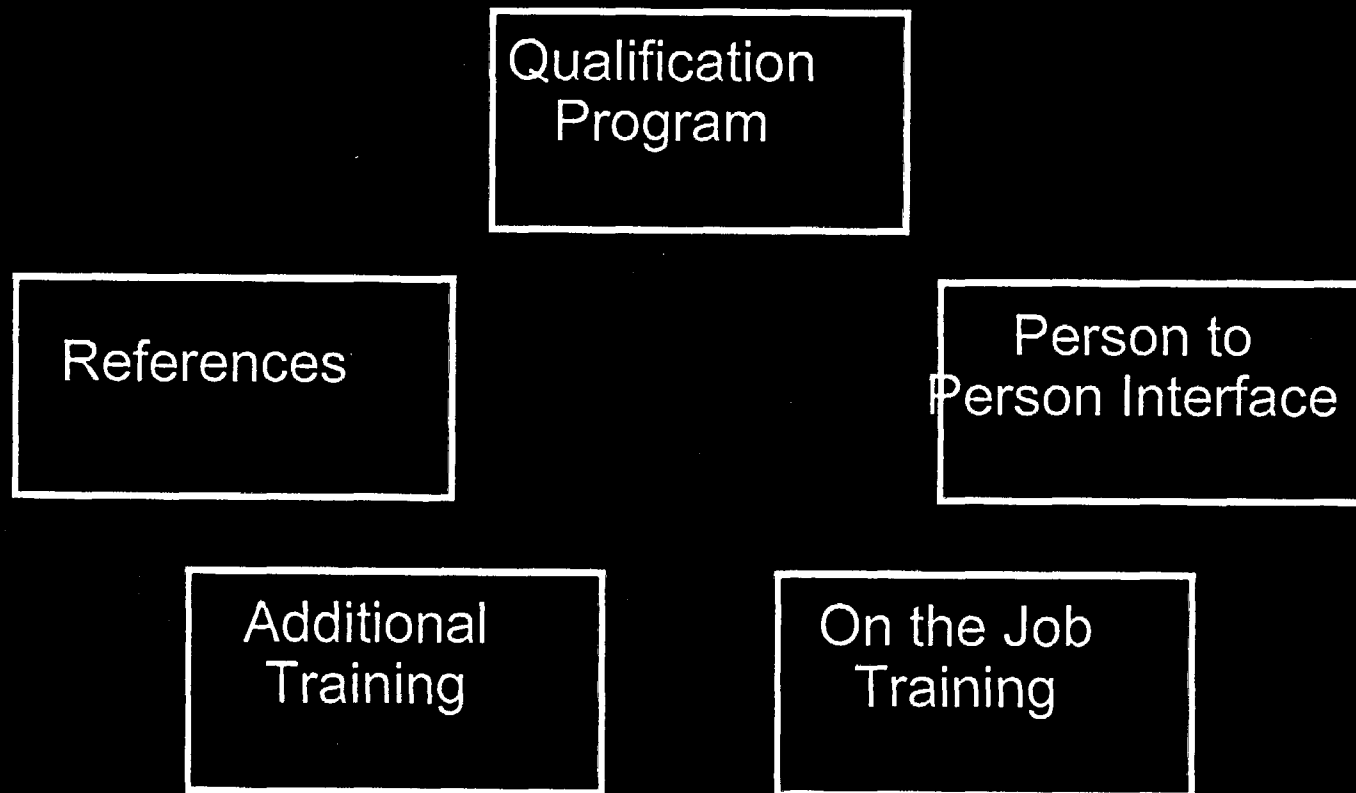 Qualification
Program
References
Person to
Person Interface
Additional
Training
On the Job
Training